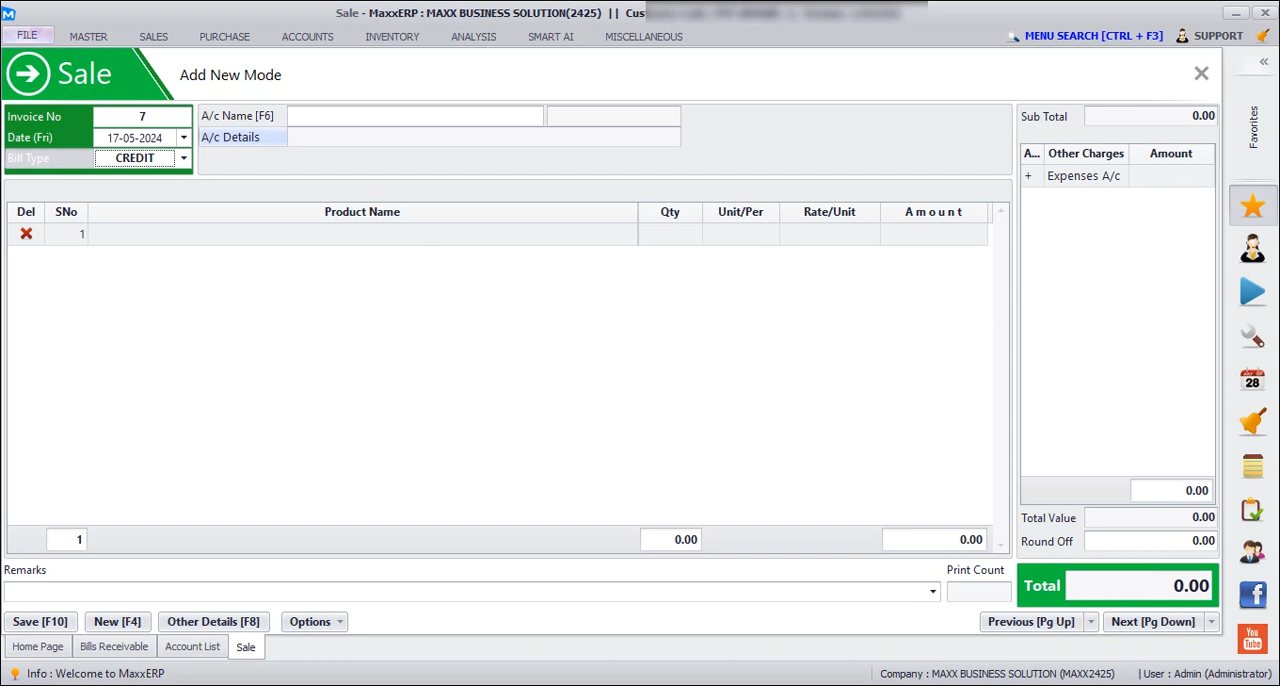 Sale - MaxxERP : MAXX BUSINESS SOLUTION(2425) || Cus
FILE MASTER SALES PURCHASE ACCOUNTS INVENTORY ANALYSIS SMART AI MISCELLANEOUS MENU SEARCH [CTRL + F3] SUPPORT
Sale Add New Mode
Invoice No 7 A/c Name [F6] Sub Total 0.00
Date (Fri) 17-05-2024 A/c Details
Bill Type CREDIT
A... Other Charges Amount
+ Expenses A/c
Favorites
Del SNo Product Name Qty Unit/Per Rate/Unit A m o u n t
1
28
0.00
Total Value 0.00
1 0.00 0.00 Round Off 0.00
Remarks Print Count
Total 0.00
Save [F10] New [F4] Other Details [F8] Options Previous [Pg Up] Next [Pg Down]
Home Page Bills Receivable Account List Sale
You Tube
Info : Welcome to MaxxERP Company : MAXX BUSINESS SOLUTION (MAXX2425) | User : Admin (Administrator)